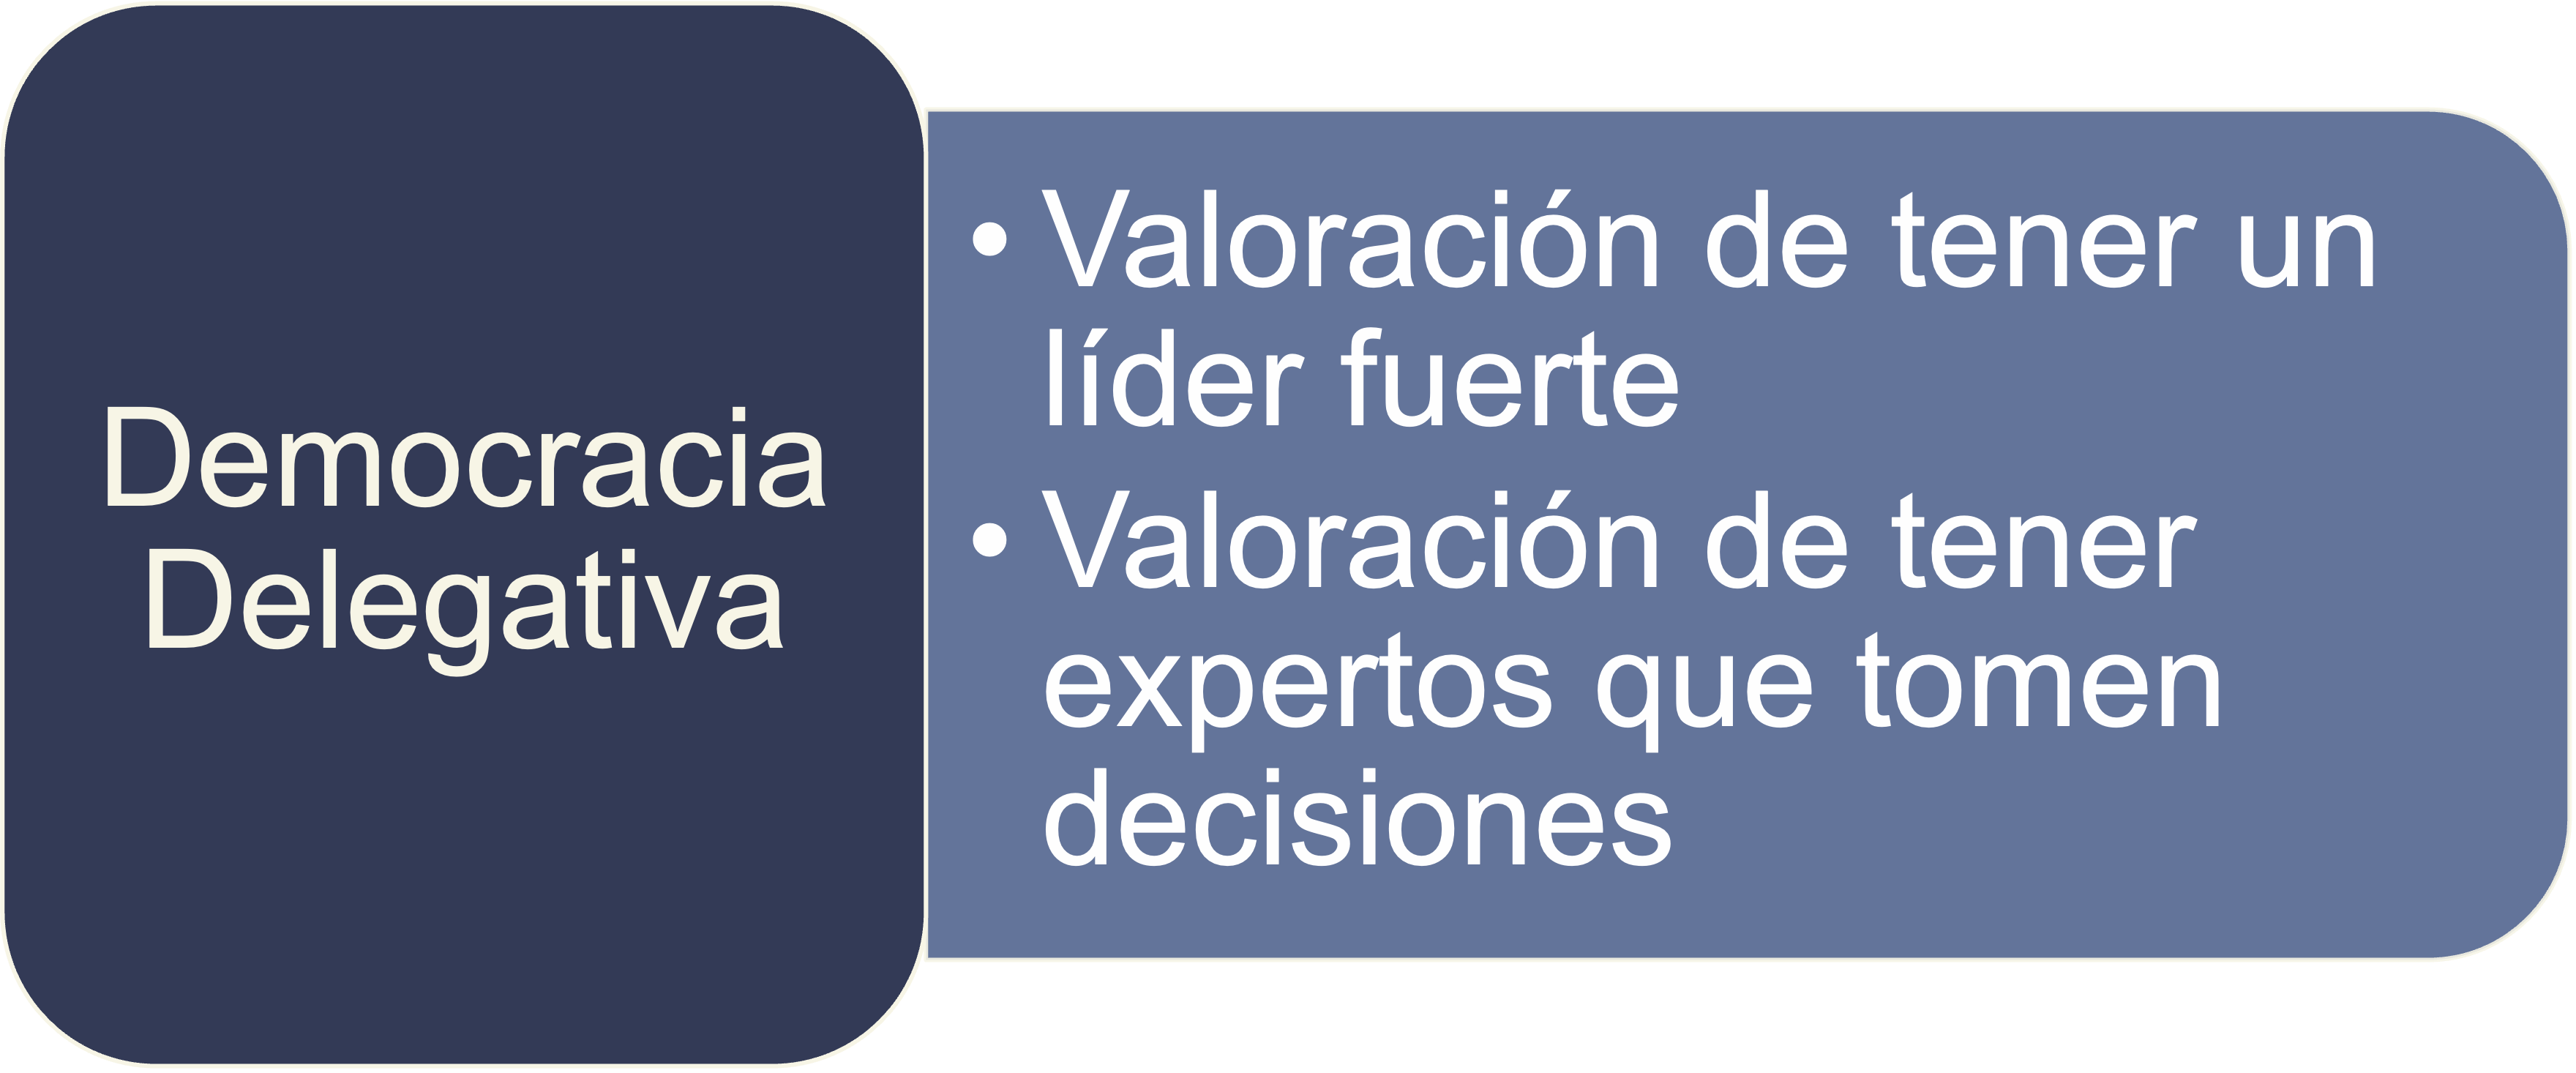 Democracia
Delegativa
• Valoración de tener un
líder fuerte
• Valoración de tener
expertos que tomen
decisiones